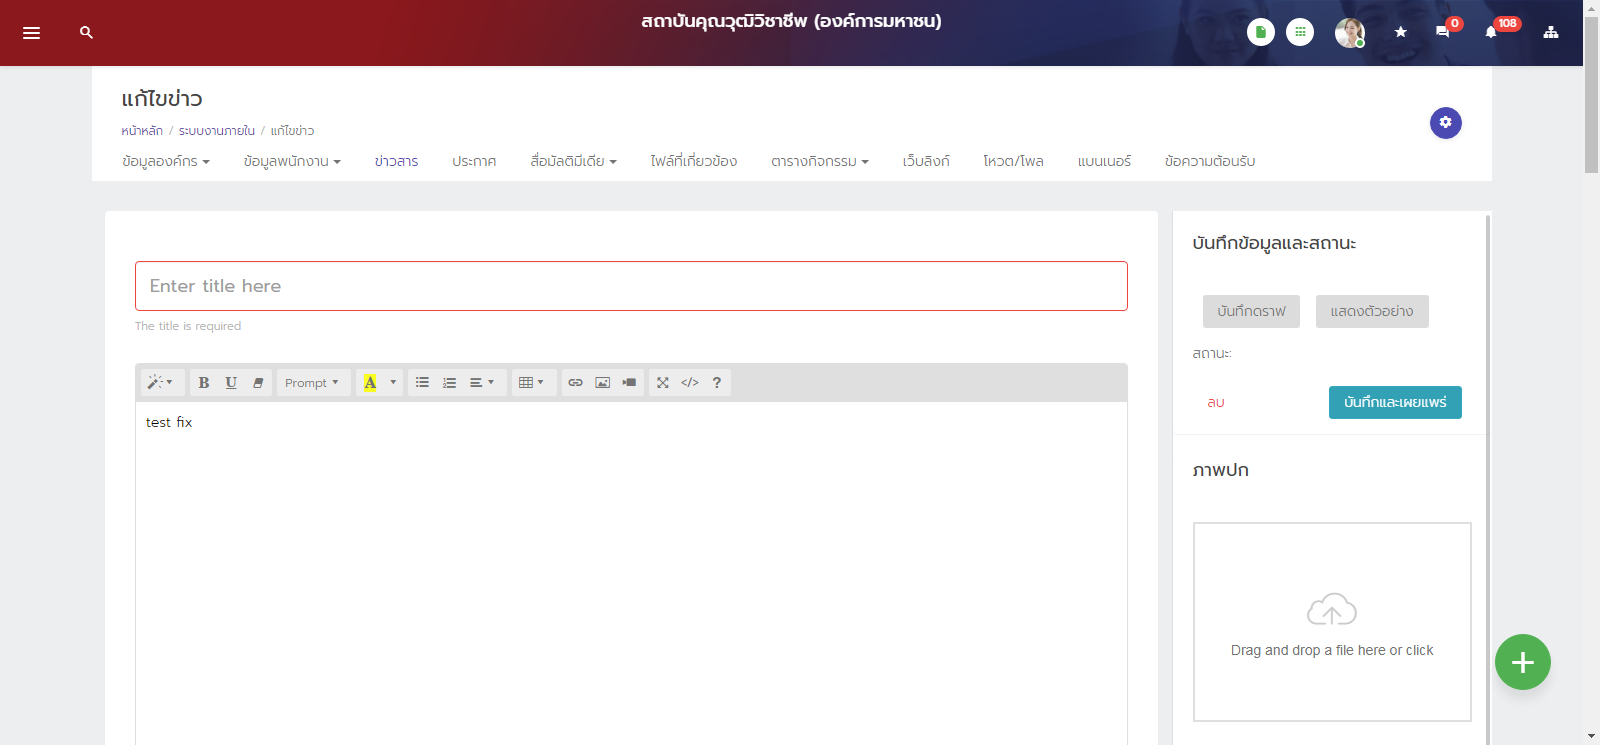 สถาบันคุณวุฒิวิชาชีพ (องค์การมหาชน)
0
108
แก้ไขข่าว
หน้าหลัก / ระบบงานภายใน / แก้ไขข่าว
ข้อมูลองค์กร ข้อมูลพนักงาน ข่าวสาร ประกาศ สื่อมัลติมีเดีย ไฟล์ที่เกี่ยวข้อง ตารางกิจกรรม เว็บลิงก์ โหวต/โพล แบนเนอร์ ข้อความต้อนรับ
Enter title here
The title is required
B U Prompt A </> ?
test fix
บันทึกข้อมูลและสถานะ
บันทึกดราฟ แสดงตัวอย่าง
สถานะ:
ลบ บันทึกและเผยแพร่
ภาพปก
Drag and drop a file here or click